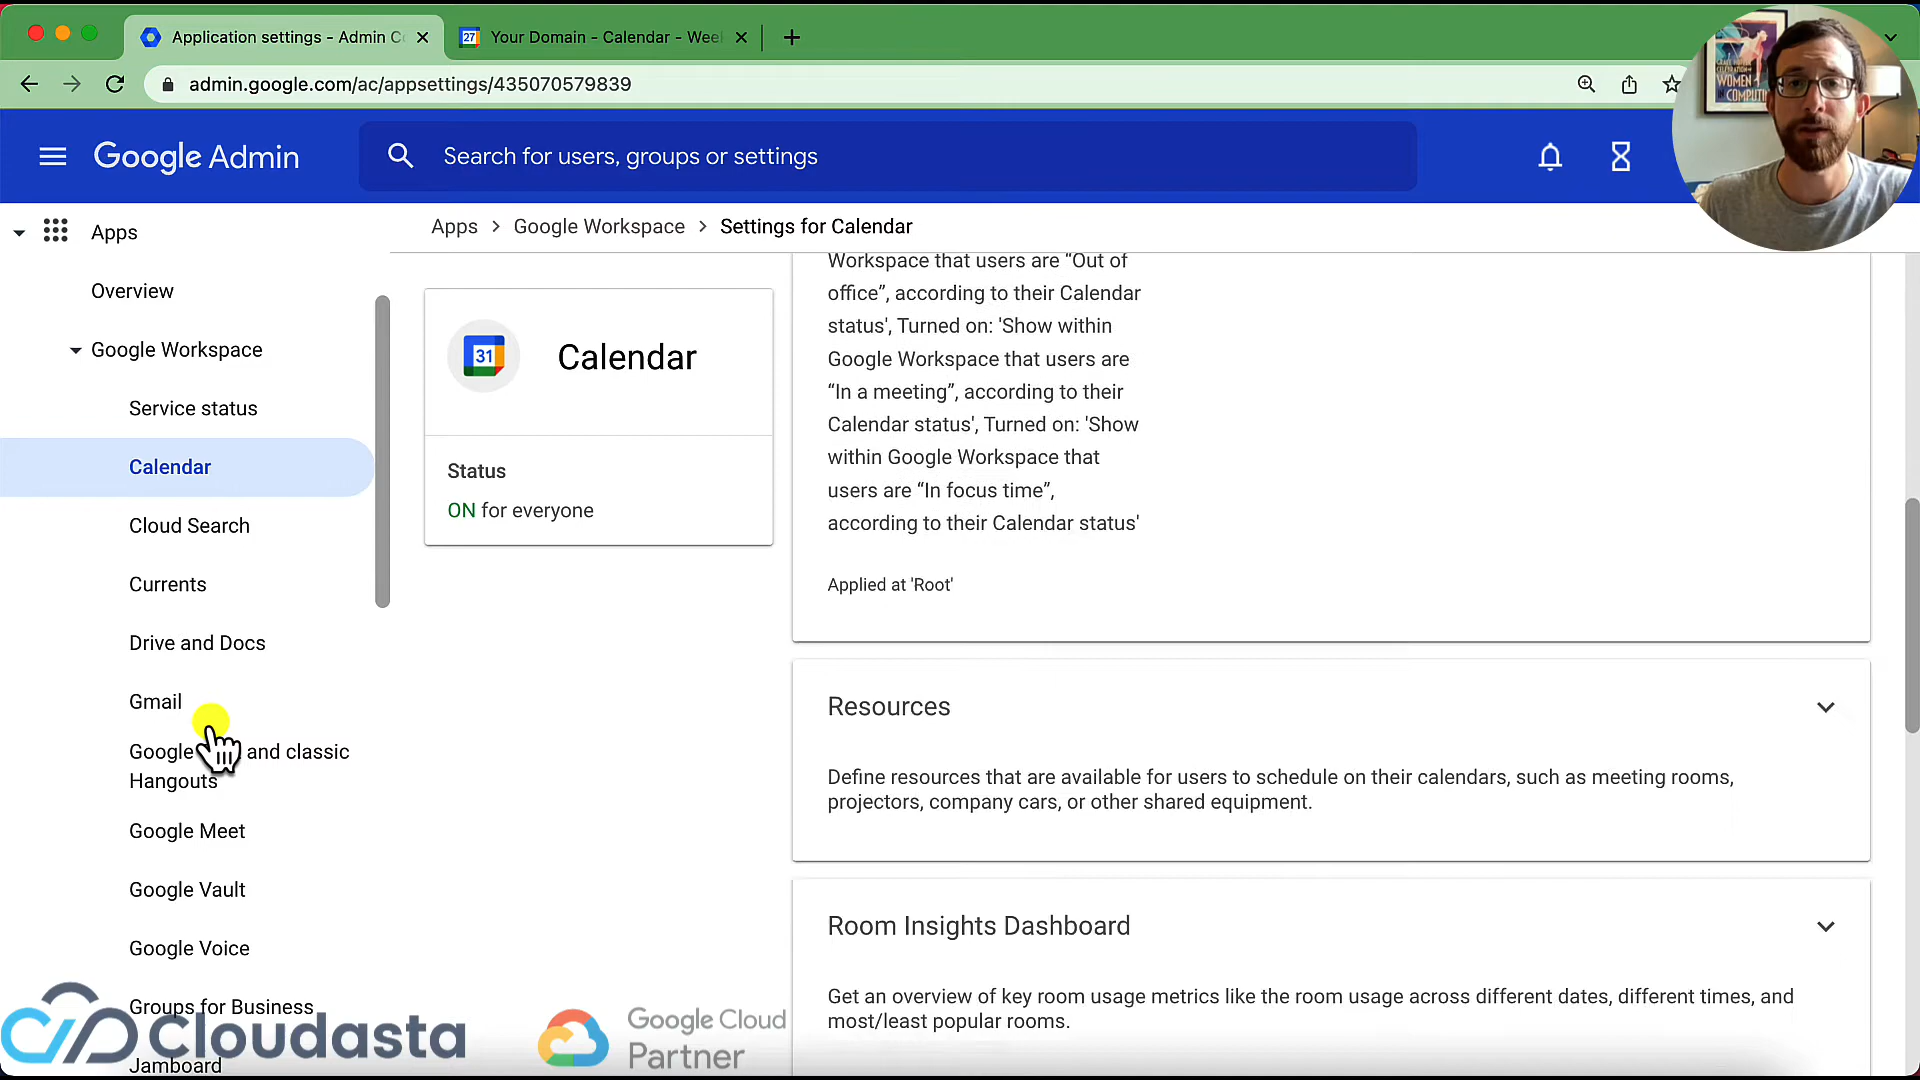 Application settings - Admin C
Your Domain - Calendar - Wee
admin.google.com/ac/appsettings/435070579839
Google Admin
Search for users, groups or settings
WOMEN
Apps
Overview
Google Workspace
Service status
Calendar
Cloud Search
Currents
Drive and Docs
Gmail
Google and classic
Hangouts
Google Meet
Google Vault
Google Voice
Groups for Business
Jamboard
Apps > Google Workspace > Settings for Calendar
31
Calendar
Status
ON for everyone
Workspace that users are “Out of
office”, according to their Calendar
status', Turned on: 'Show within
Google Workspace that users are
“In a meeting”, according to their
Calendar status', Turned on: 'Show
within Google Workspace that
users are “In focus time”,
according to their Calendar status'
Applied at 'Root'
Resources
Define resources that are available for users to schedule on their calendars, such as meeting rooms,
projectors, company cars, or other shared equipment.
Room Insights Dashboard
Get an overview of key room usage metrics like the room usage across different dates, different times, and
most/least popular rooms.
Cloudasta
Google Cloud
Partner